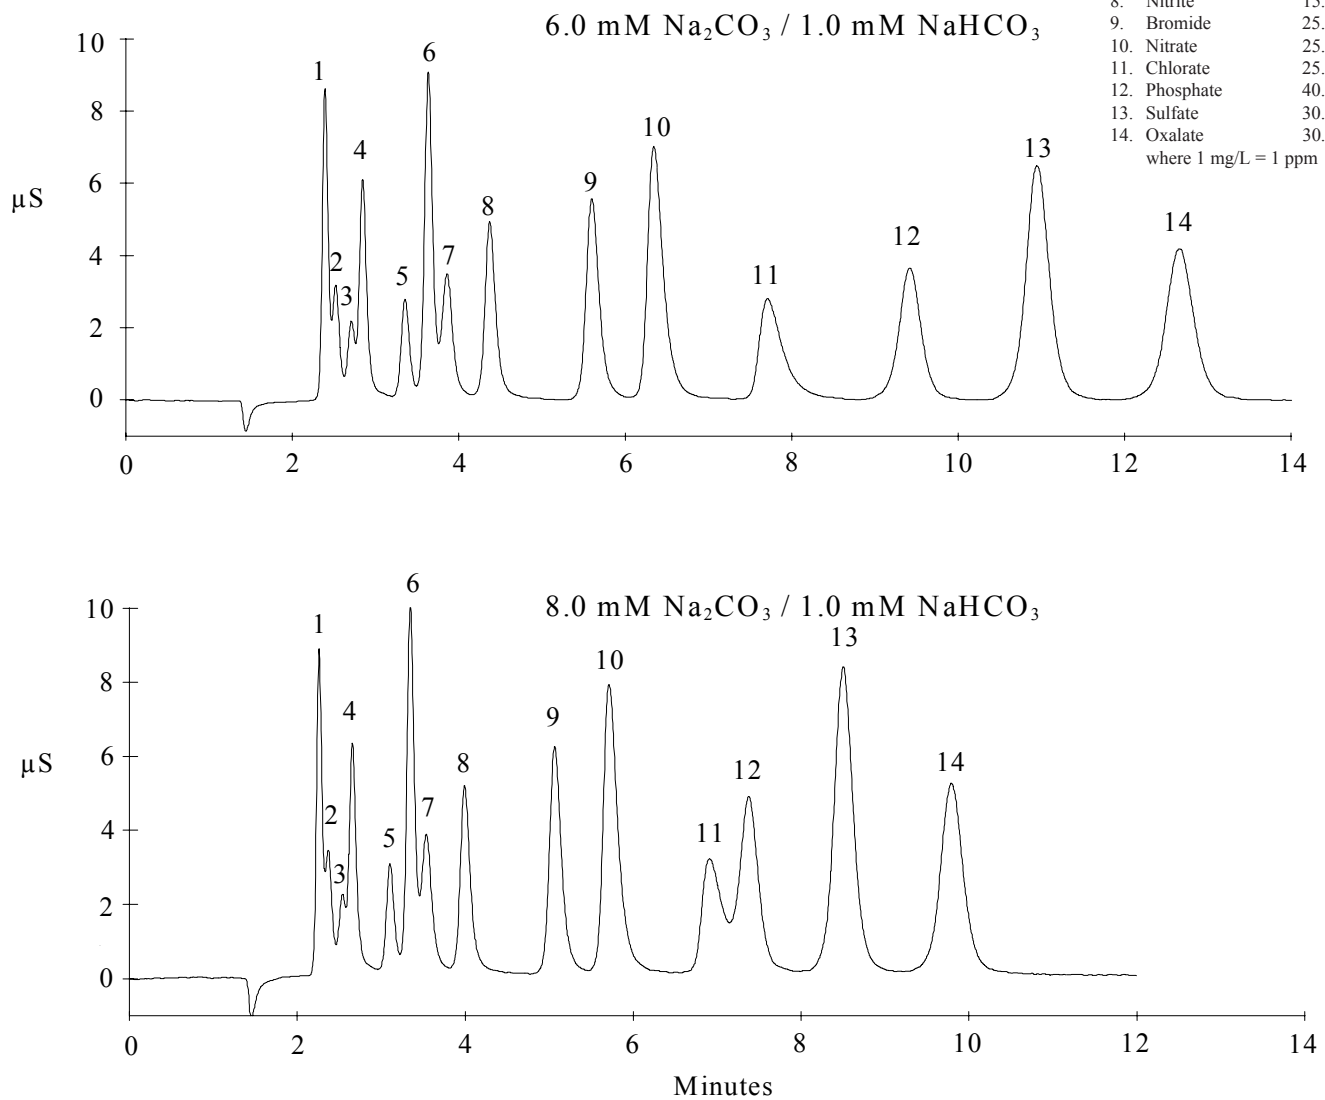 8. Nitrite 15.
6.0 mM Na₂CO₃ / 1.0 mM NaHCO₃
9. Bromide 25.
10. Nitrate 25.
11. Chlorate 25.
12. Phosphate 40.
13. Sulfate 30.
14. Oxalate 30.
where 1 mg/L = 1 ppm
10
8
6
4
2
0
µS
1
2
3
4
5
6
7
8
9
10
11
12
13
14
0 2 4 6 8 10 12 14
8.0 mM Na₂CO₃ / 1.0 mM NaHCO₃
10
8
6
4
2
0
µS
1
2
3
4
5
6
7
8
9
10
11
12
13
14
0 2 4 6 8 10 12 14
Minutes